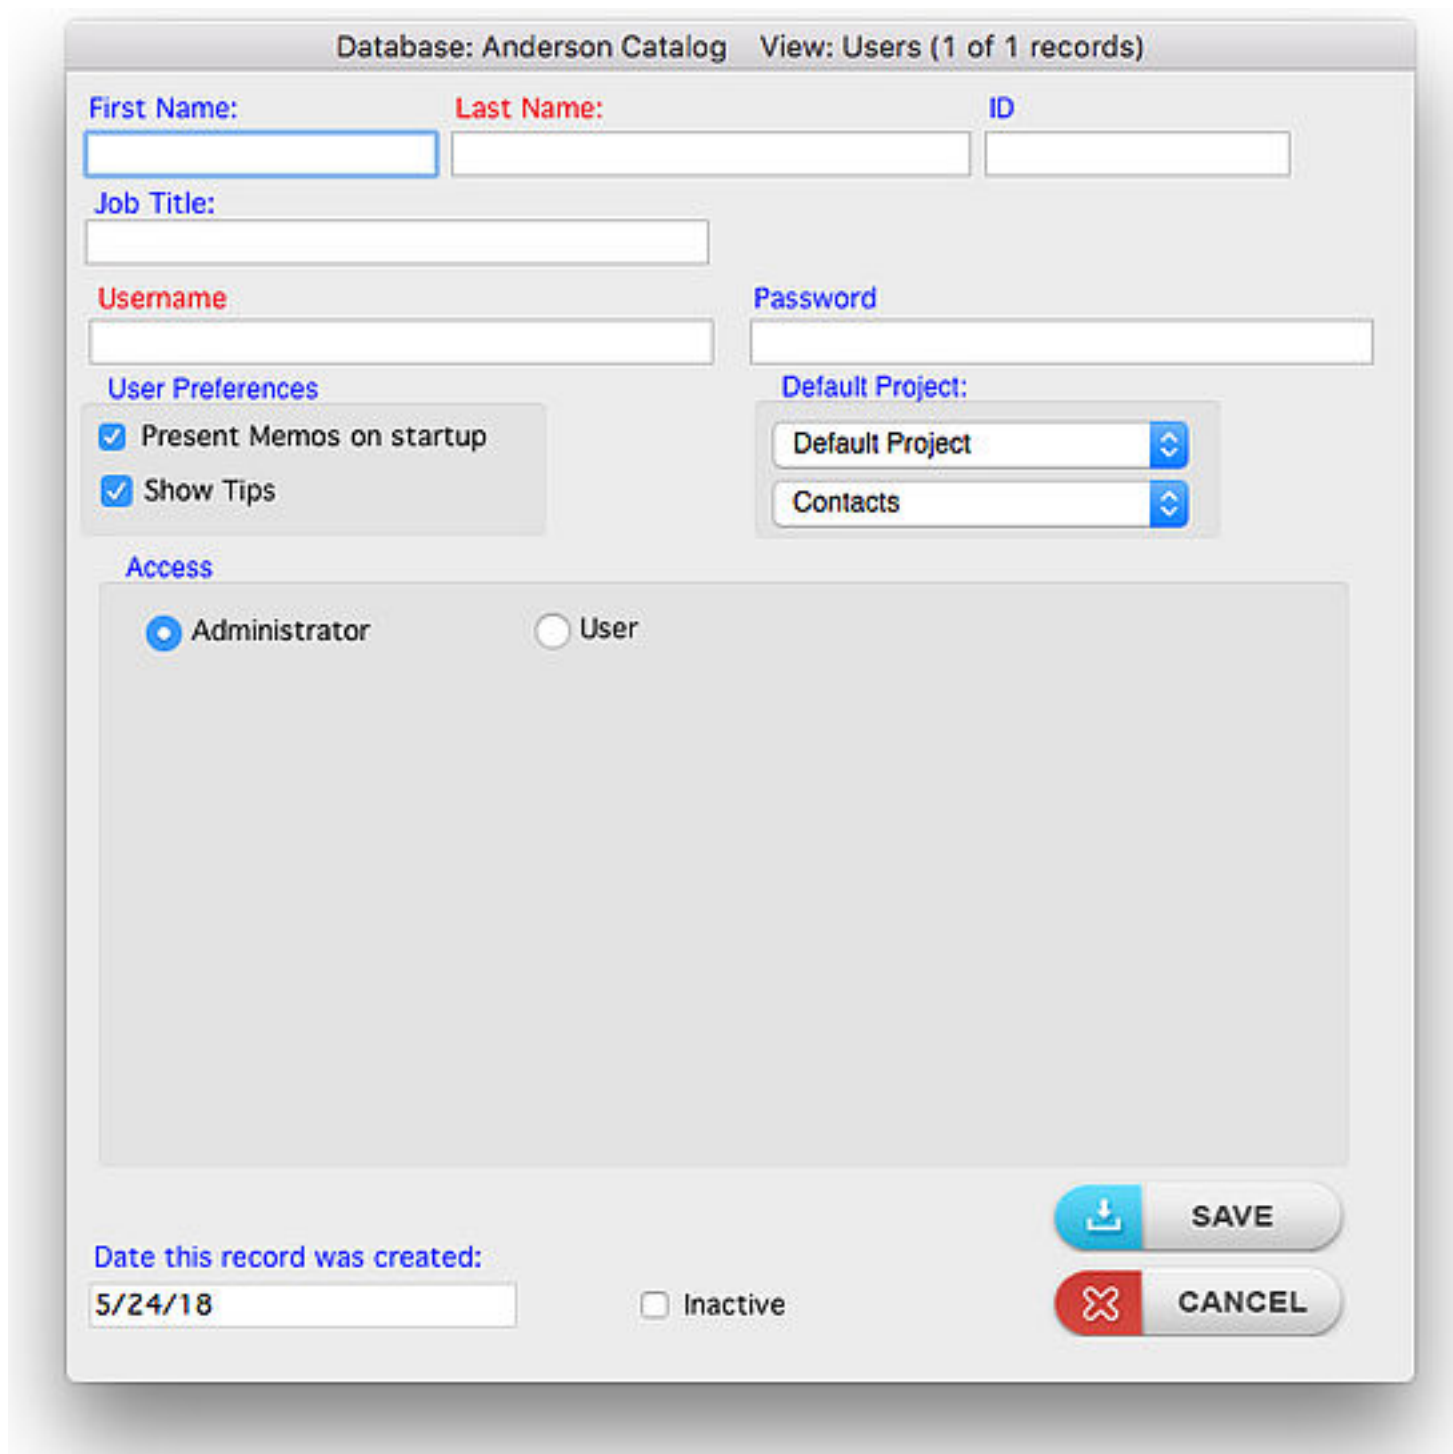 Database: Anderson Catalog View: Users (1 of 1 records)
First Name: Last Name: ID
Job Title:
Username Password
User Preferences Default Project:
Present Memos on startup Default Project
Show Tips Contacts
Access
Administrator User
SAVE
Date this record was created:
5/24/18 Inactive CANCEL